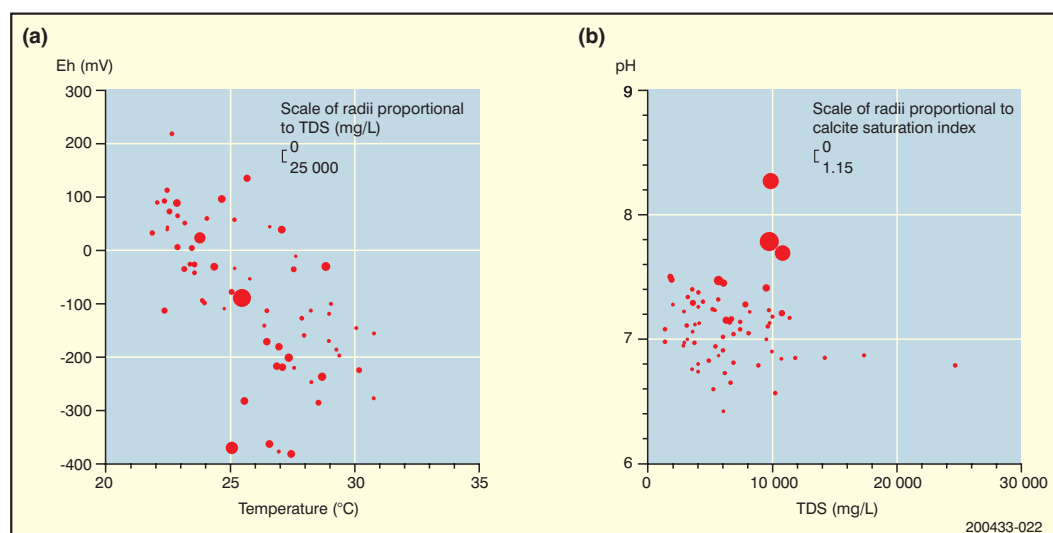 (a)
Eh (mV)
300
200
100
0
-100
-200
-300
-400
20
25
30
35
Temperature (°C)
Scale of radii proportional
to TDS (mg/L)
0
25 000
(b)
pH
9
8
7
6
0
10 000
20 000
30 000
TDS (mg/L)
Scale of radii proportional to
calcite saturation index
0
1.15
200433-022